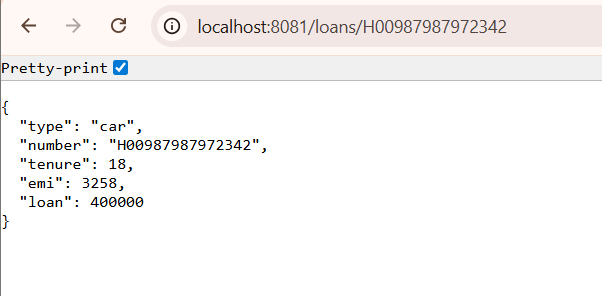 localhost:8081/loans/H00987987972342
Pretty-print
{
  "type": "car",
  "number": "H00987987972342",
  "tenure": 18,
  "emi": 3258,
  "loan": 400000
}